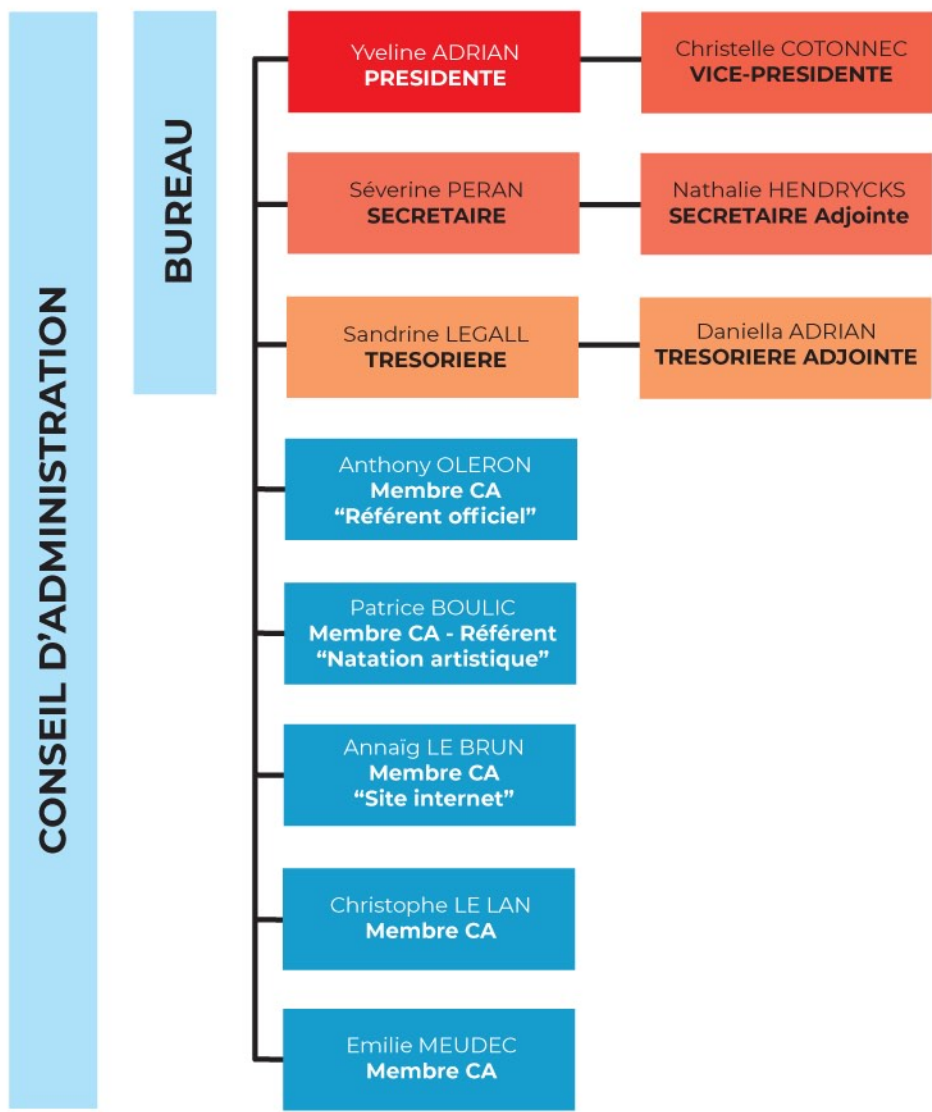 CONSEIL D’ADMINISTRATION
BUREAU
Yveline ADRIAN
PRESIDENTE
Christelle COTONNEC
VICE-PRESIDENTE
Séverine PERAN
SECRETAIRE
Nathalie HENDRYCKS
SECRETAIRE Adjointe
Sandrine LEGALL
TRESORIERE
Daniella ADRIAN
TRESORIERE ADJOINTE
Anthony OLERON
Membre CA
“Référent officiel”
Patrice BOULIC
Membre CA - Référent
“Natation artistique”
Annaïg LE BRUN
Membre CA
“Site internet”
Christophe LE LAN
Membre CA
Emilie MEUDEC
Membre CA